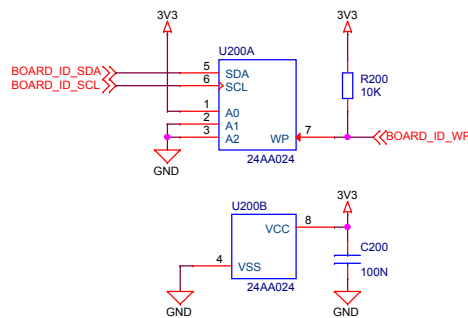 3V3
3V3
U200A
BOARD_ID_SDA
5
SDA
BOARD_ID_SCL
6
SCL
R200
10K
1
A0
2
A1
3
A2
WP
7
BOARD_ID_WP
24AA024
GND
3V3
U200B
VCC
8
C200
100N
4
VSS
24AA024
GND
GND